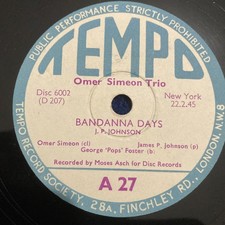 PUBLIC PERFORMANCE BROADCASTING
TEMPO
Omer Simeon Trio
Disc 6002
(D 207)
New York
22.2.45
BANDANNA DAYS
J. P. JOHNSON
Omer Simeon (cl)
James P. Johnson (p)
George 'Pops' Foster (b)
Recorded by Moses Asch for Disc Records
A 27
TEMPO RECORD SOCIETY, 28A, FINCHLEY RD., LONDON, N.W.8